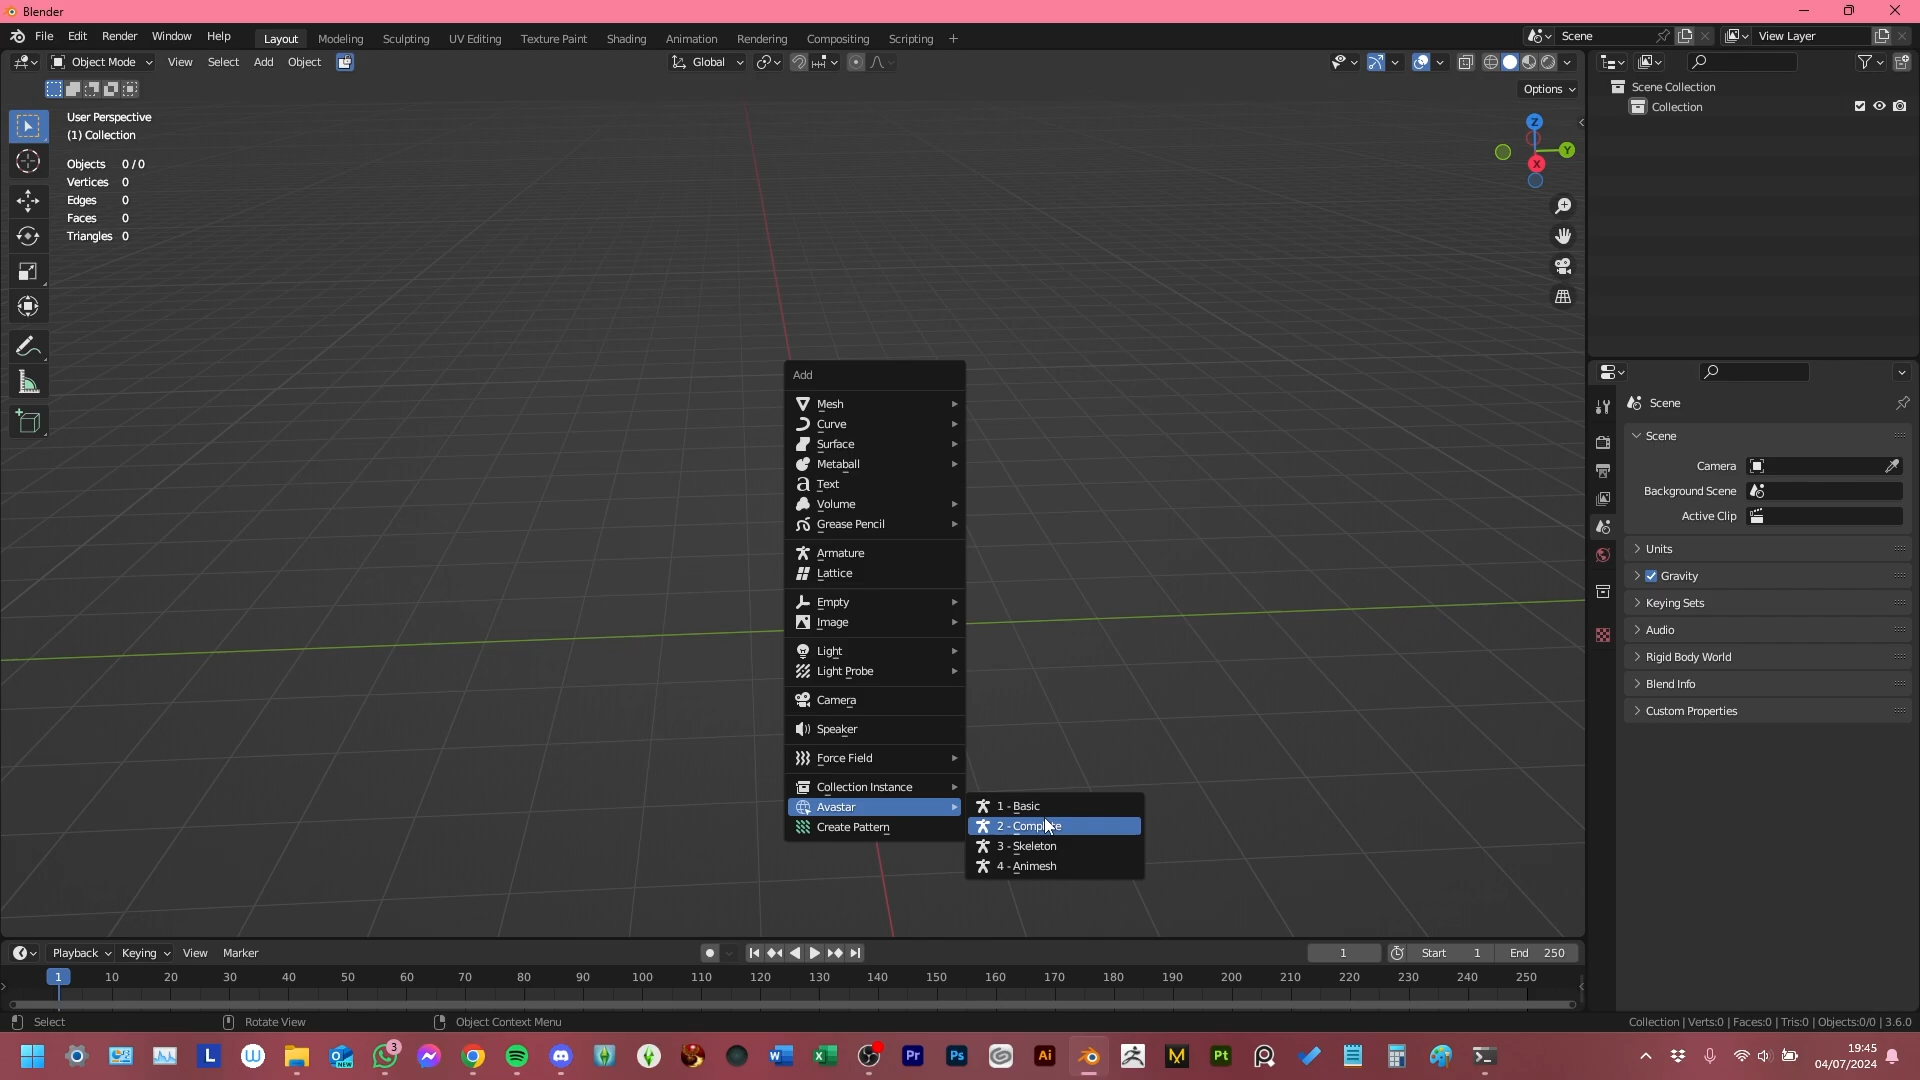 Blender
File Edit Render Window Help Layout Modeling Sculpting UV Editing Texture Paint Shading Animation Rendering Compositing Scripting + Scene View Layer
Object Mode View Select Add Object Global
Options
User Perspective
(1) Collection
Objects 0/0
Vertices 0
Edges 0
Faces 0
Triangles 0
Z
Y
X
Scene Collection
Collection
Add
Mesh
Curve
Surface
Metaball
Text
Volume
Grease Pencil
Armature
Lattice
Empty
Image
Light
Light Probe
Camera
Speaker
Force Field
Collection Instance
Avastar
Create Pattern
1 - Basic
2 - Complete
3 - Skeleton
4 - Animesh
Scene
Scene
Camera
Background Scene
Active Clip
Units
Gravity
Keying Sets
Audio
Rigid Body World
Blend Info
Custom Properties
Playback Keying View Marker 1 Start 1 End 250
1 10 20 30 40 50 60 70 80 90 100 110 120 130 140 150 160 170 180 190 200 210 220 230 240 250
Select Rotate View Object Context Menu Collection | Verts:0 | Faces:0 | Tris:0 | Objects:0/0 | 3.6.0
L W NEW 3 W X Pr Ps Ai M Pt
19:45
04/07/2024